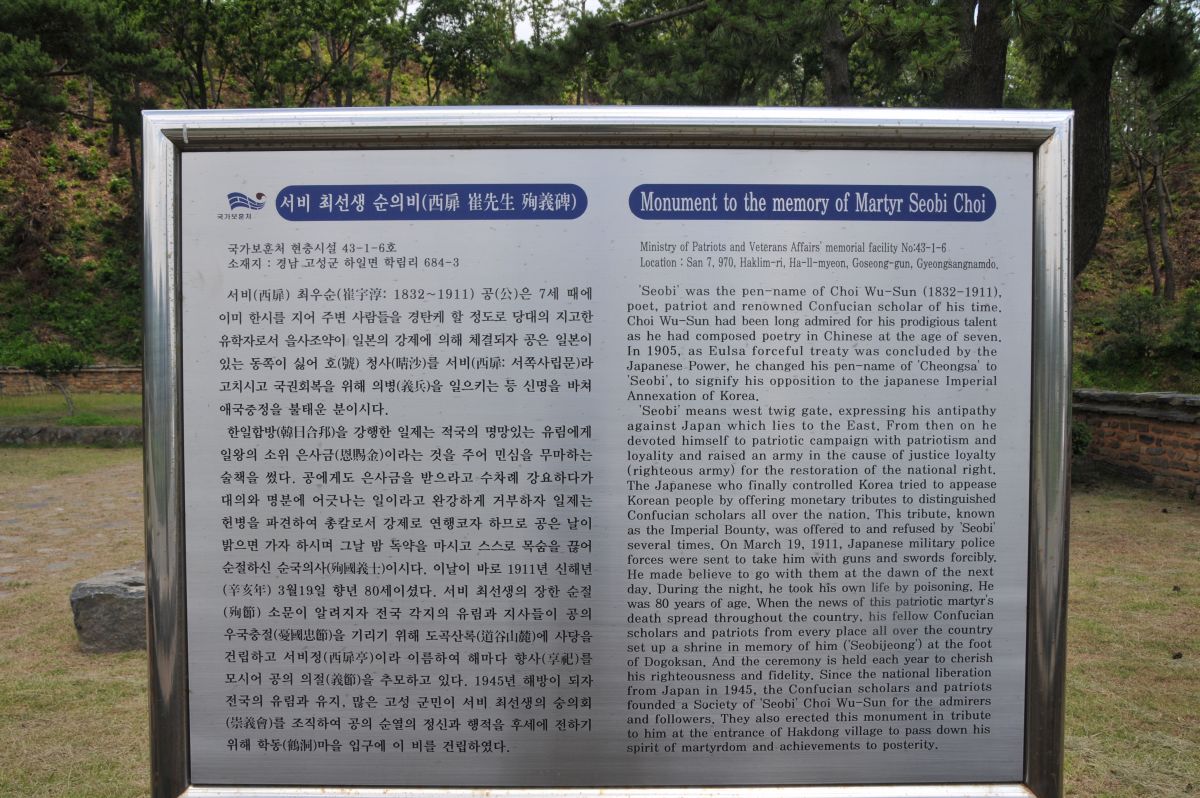 국가보훈처
서비 최선생 순의비(西扉 崔先生 殉義碑)
국가보훈처 현충시설 43-1-6호
소재지 : 경남 고성군 하일면 학림리 684-3
서비(西扉) 최우순(崔宇淳: 1832~1911) 공(公)은 7세 때에
이미 한시를 지어 주변 사람들을 경탄케 할 정도로 당대의 지고한
유학자로서 을사조약이 일본의 강제에 의해 체결되자 공은 일본이
있는 동쪽이 싫어 호(號) 청사(晴沙)를 서비(西扉: 서쪽사립문)라
고치시고 국권회복을 위해 의병(義兵)을 일으키는 등 신명을 바쳐
애국충정을 불태운 분이시다.
한일합방(韓日合邦)을 강행한 일제는 적국의 명망있는 유림에게
일왕의 소위 은사금(恩賜金)이라는 것을 주어 민심을 무마하는
술책을 썼다. 공에게도 은사금을 받으라고 수차례 강요하다가
대의와 명분에 어긋나는 일이라고 완강하게 거부하자 일제는
헌병을 파견하여 총칼로서 강제로 연행코자 하므로 공은 날이
밝으면 가자 하시며 그날 밤 독약을 마시고 스스로 목숨을 끊어
순절하신 순국의사(殉國義士)이시다. 이날이 바로 1911년 신해년
(辛亥年) 3월19일 향년 80세이셨다. 서비 최선생의 장한 순절
(殉節) 소문이 알려지자 전국 각지의 유림과 지사들이 공의
우국충절(憂國忠節)을 기리기 위해 도곡산록(道谷山麓)에 사당을
건립하고 서비정(西扉亭)이라 이름하여 해마다 향사(享祀)를
모시어 공의 의절(義節)을 추모하고 있다. 1945년 해방이 되자
전국의 유림과 유지, 많은 고성 군민이 서비 최선생의 숭의회
(崇義會)를 조직하여 공의 순열의 정신과 행적을 후세에 전하기
위해 학동(鶴洞)마을 입구에 이 비를 건립하였다.
Monument to the memory of Martyr Seobi Choi
Ministry of Patriots and Veterans Affairs' memorial facility No:43-1-6
Location : San 7, 970, Haklim-ri, Ha-Il-myeon, Goseong-gun, Gyeongsangnamdo.
'Seobi' was the pen-name of Choi Wu-Sun (1832-1911),
poet, patriot and renowned Confucian scholar of his time.
Choi Wu-Sun had been long admired for his prodigious talent
as he had composed poetry in Chinese at the age of seven.
In 1905, as Eulsa forceful treaty was concluded by the
Japanese Power, he changed his pen-name of 'Cheongsa' to
'Seobi', to signify his opposition to the japanese Imperial
Annexation of Korea.
'Seobi' means west twig gate, expressing his antipathy
against Japan which lies to the East. From then on he
devoted himself to patriotic campaign with patriotism and
loyality and raised an army in the cause of justice loyalty
(righteous army) for the restoration of the national right.
The Japanese who finally controlled Korea tried to appease
Korean people by offering monetary tributes to distinguished
Confucian scholars all over the nation. This tribute, known
as the Imperial Bounty, was offered to and refused by 'Seobi'
several times. On March 19, 1911, Japanese military police
forces were sent to take him with guns and swords forcibly.
He made believe to go with them at the dawn of the next
day. During the night, he took his own life by poisoning. He
was 80 years of age. When the news of this patriotic martyr's
death spread throughout the country, his fellow Confucian
scholars and patriots from every place all over the country
set up a shrine in memory of him ('Seobijeong') at the foot
of Dogoksan. And the ceremony is held each year to cherish
his righteousness and fidelity. Since the national liberation
from Japan in 1945, the Confucian scholars and patriots
founded a Society of 'Seobi' Choi Wu-Sun for the admirers
and followers. They also erected this monument in tribute
to him at the entrance of Hakdong village to pass down his
spirit of martyrdom and achievements to posterity.